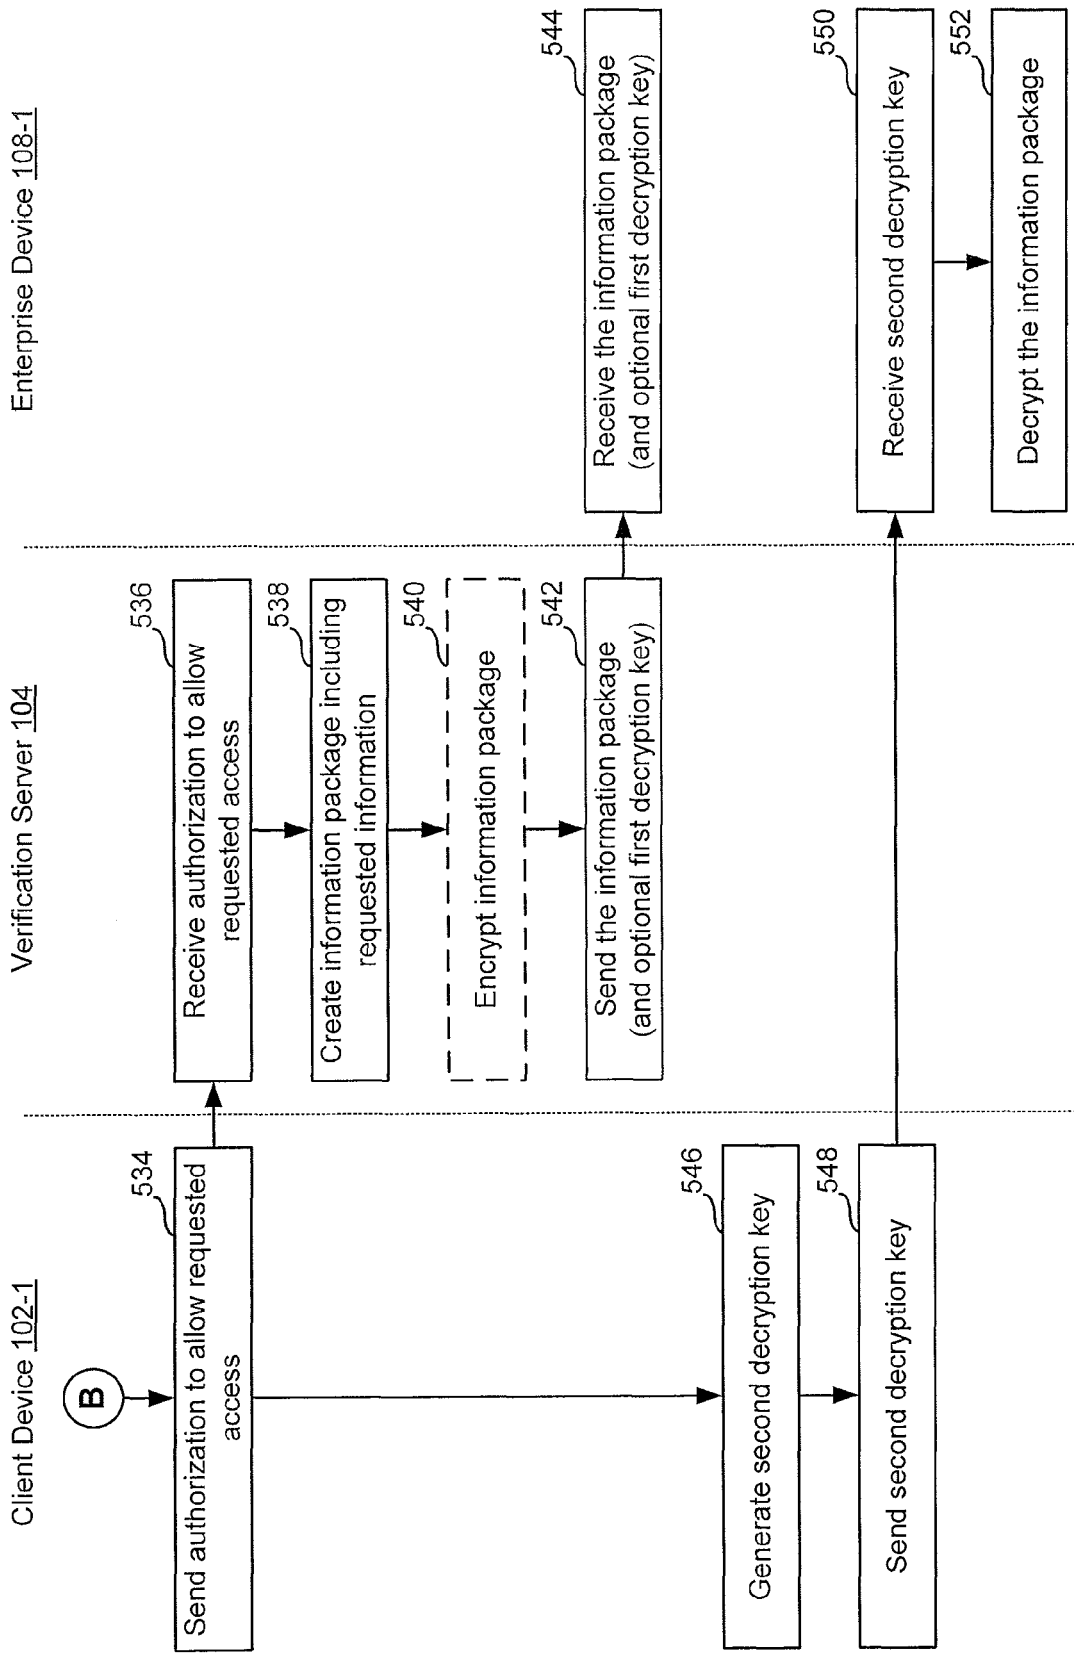 Client Device 102-1
Verification Server 104
Enterprise Device 108-1
B
534
Send authorization to allow requested
access
536
Receive authorization to allow
requested access
538
Create information package including
requested information
540
Encrypt information package
542
Send the information package
(and optional first decryption key)
544
Receive the information package
(and optional first decryption key)
546
Generate second decryption key
548
Send second decryption key
550
Receive second decryption key
552
Decrypt the information package